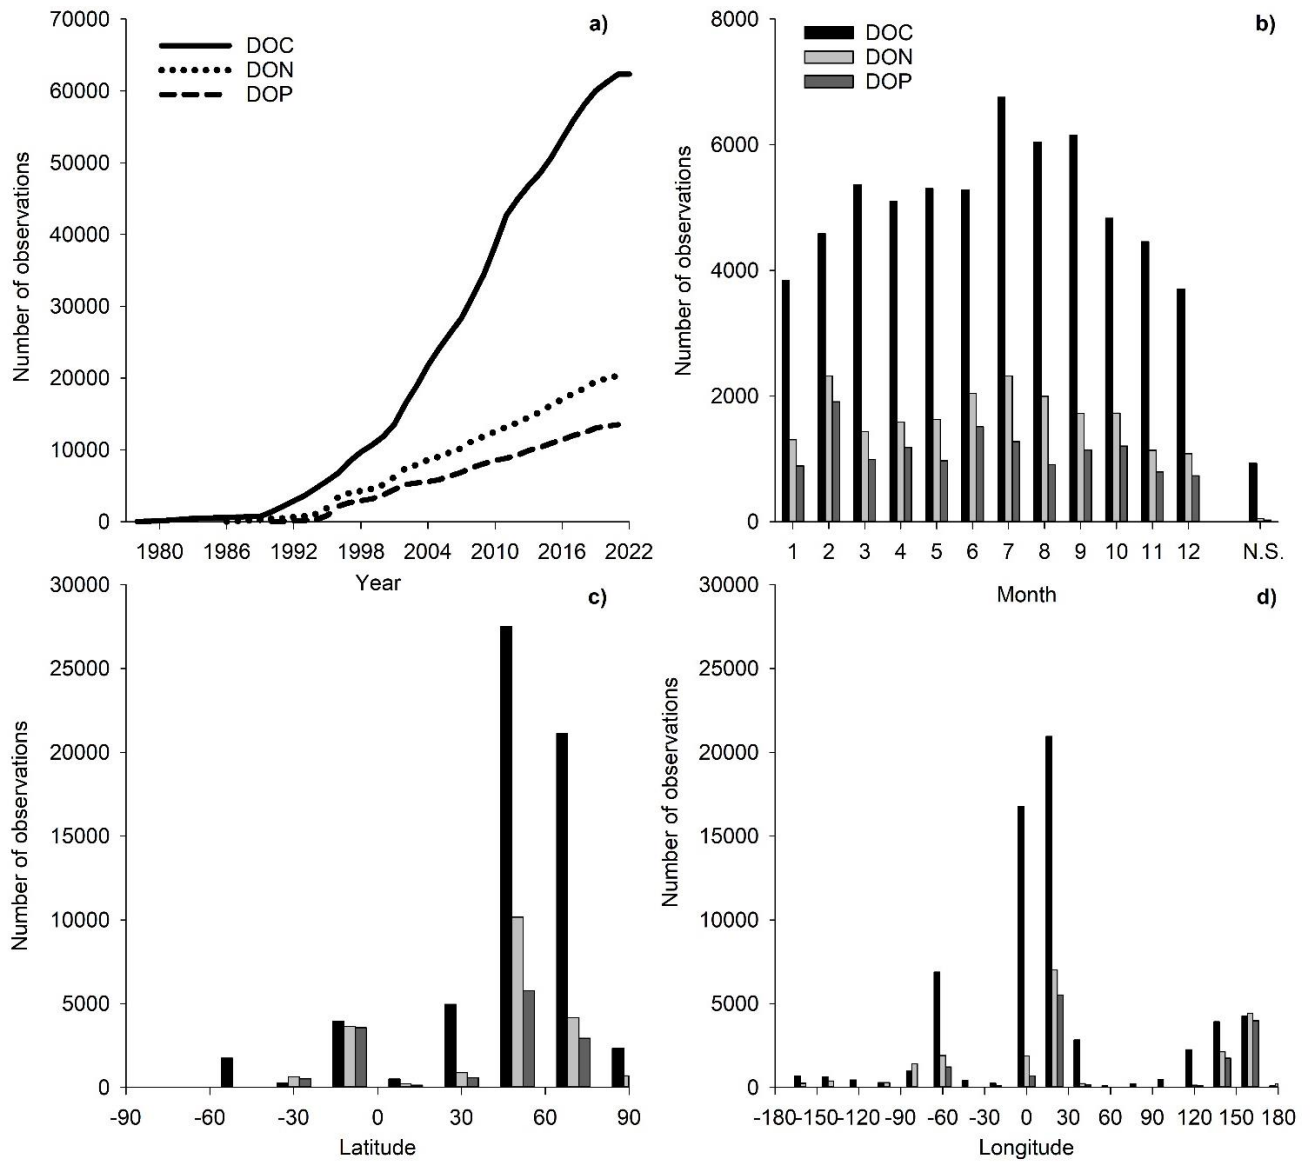 a)
70000
60000
50000
40000
30000
20000
10000
0
Number of observations
DOC
DON
DOP
1980 1986 1992 1998 2004 2010 2016 2022
Year
b)
8000
6000
4000
2000
0
Number of observations
DOC
DON
DOP
1 2 3 4 5 6 7 8 9 10 11 12 N.S.
Month
c)
30000
25000
20000
15000
10000
5000
0
Number of observations
-90 -60 -30 0 30 60 90
Latitude
d)
30000
25000
20000
15000
10000
5000
0
Number of observations
-180 -150 -120 -90 -60 -30 0 30 60 90 120 150 180
Longitude